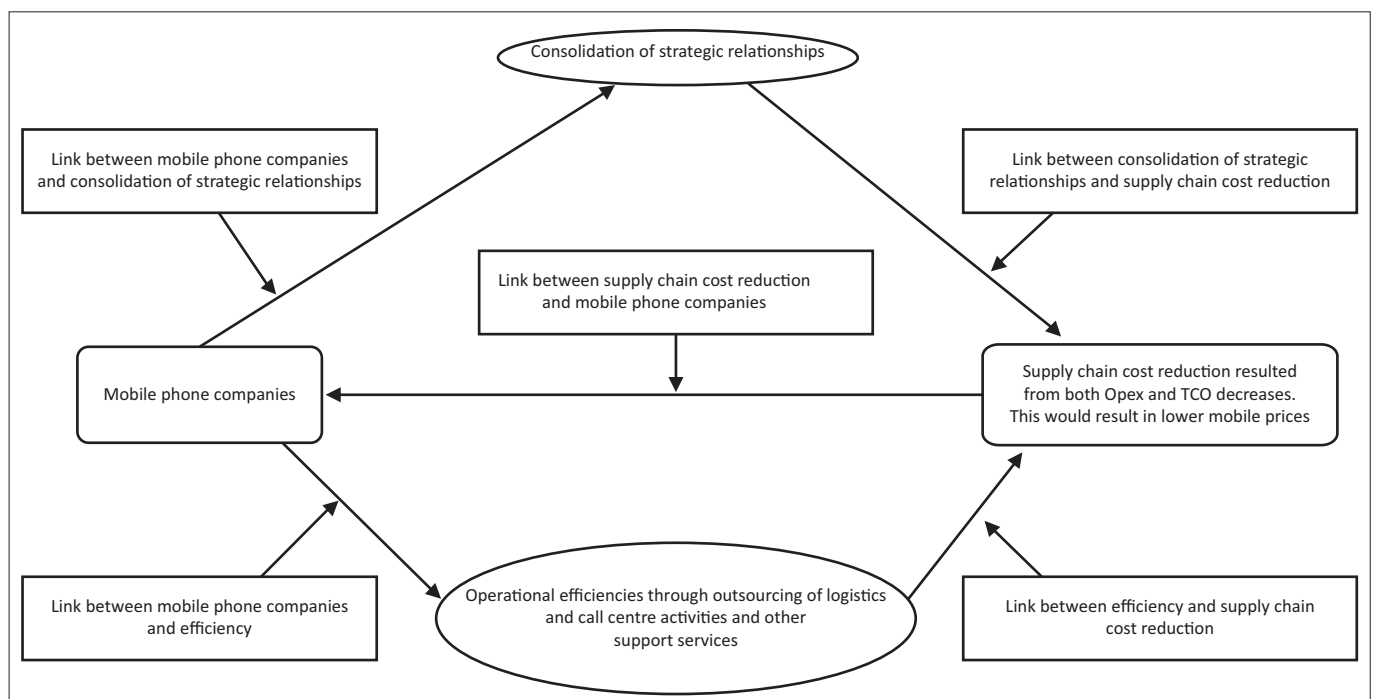 Consolidation of strategic relationships
Link between mobile phone companies
and consolidation of strategic relationships
Link between consolidation of strategic
relationships and supply chain cost reduction
Link between supply chain cost reduction
and mobile phone companies
Mobile phone companies
Supply chain cost reduction resulted
from both Opex and TCO decreases.
This would result in lower mobile prices
Link between mobile phone companies
and efficiency
Operational efficiencies through outsourcing of logistics
and call centre activities and other
support services
Link between efficiency and supply chain
cost reduction